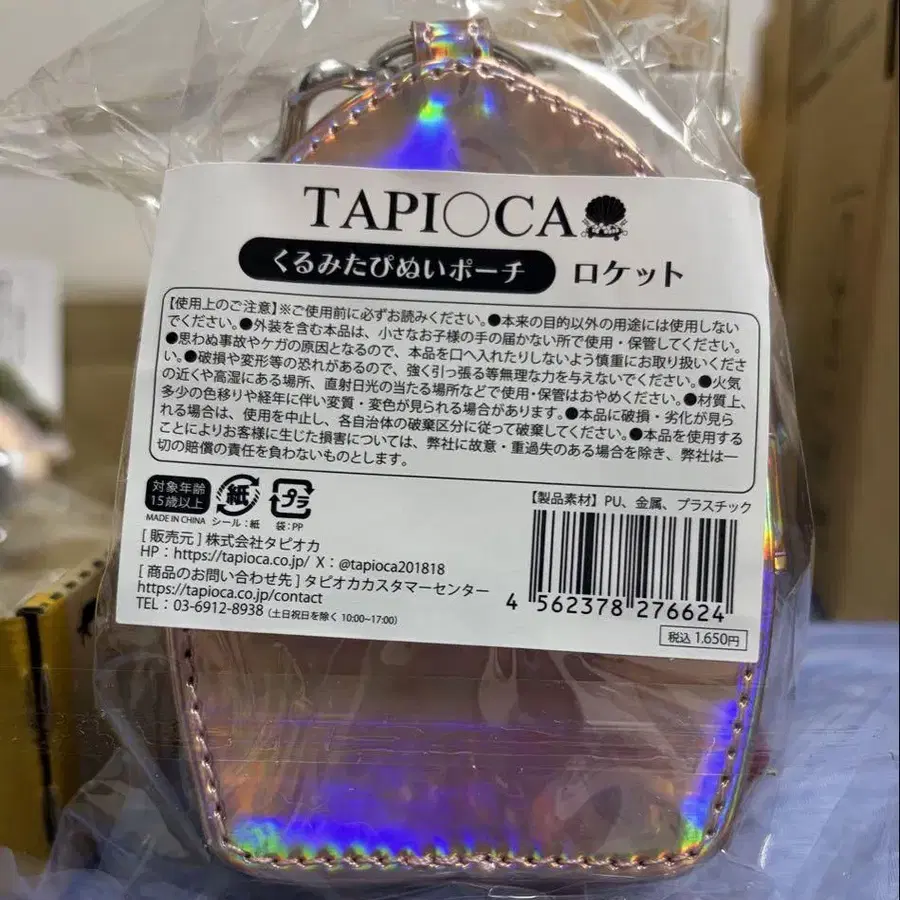 TAPI○CA
くるみたぴぬいポーチ ロケット
【使用上のご注意】※ご使用前に必ずお読みください。●本来の目的以外の用途には使用しない
でください。●外装を含む本品は、小さなお子様の手の届かない所で使用・保管してください。
●思わぬ事故やケガの原因となるので、本品を口へ入れたりしないよう慎重にお取り扱いくださ
い。●破損や変形等の恐れがあるので、強く引っ張る等無理な力を与えないでください。●火気
の近くや高湿にある場所、直射日光の当たる場所などで使用・保管はおやめください。●材質上、
多少の色移りや経年に伴い変質・変色が見られる場合があります。●本品に破損・劣化が見ら
れる場合は、使用を中止し、各自治体の破棄区分に従って破棄してください。●本品を使用する
ことによりお客様に生じた損害については、弊社に故意・重過失のある場合を除き、弊社は一
切の賠償の責任を負わないものとします。
対象年齢
15歳以上
MADE IN CHINA
紙
シール:紙
プラ
袋:PP
【製品素材】PU、金属、プラスチック
[ 販売元 ] 株式会社タピオカ
HP:https://tapioca.co.jp/ X:@tapioca201818
[ 商品のお問い合わせ先 ] タピオカカスタマーセンター
https://tapioca.co.jp/contact
TEL:03-6912-8938(土日祝日を除く 10:00~17:00)
4 562378 276624
税込 1.650円